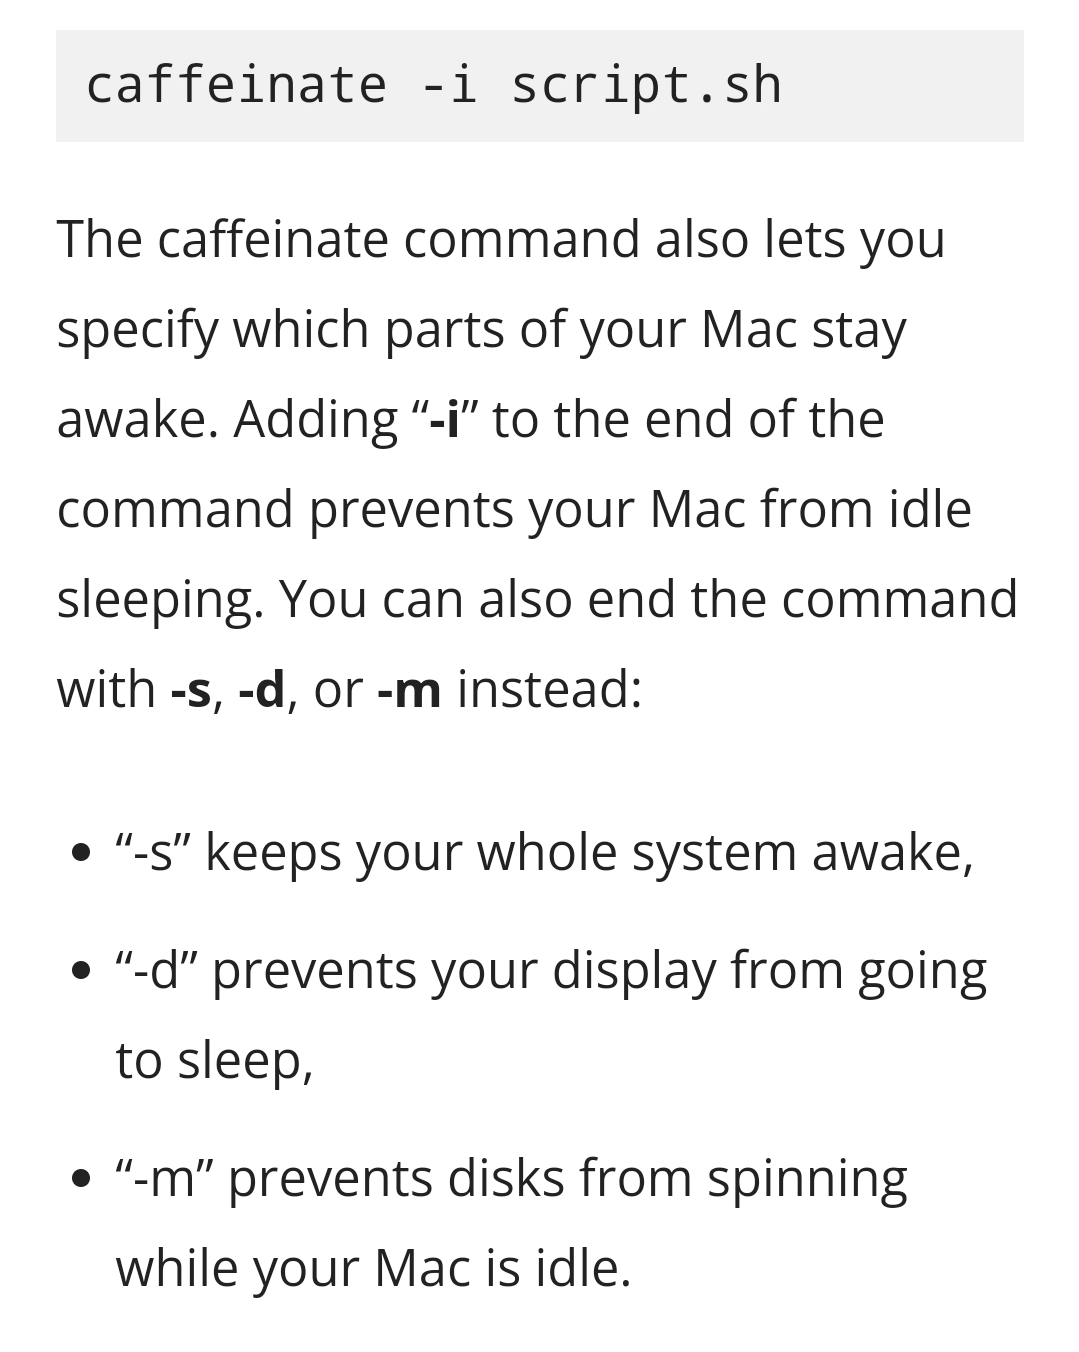 caffeinate -i script.sh
The caffeinate command also lets you
specify which parts of your Mac stay
awake. Adding “-i” to the end of the
command prevents your Mac from idle
sleeping. You can also end the command
with -s, -d, or -m instead:
• “-s” keeps your whole system awake,
• “-d” prevents your display from going
to sleep,
• “-m” prevents disks from spinning
while your Mac is idle.